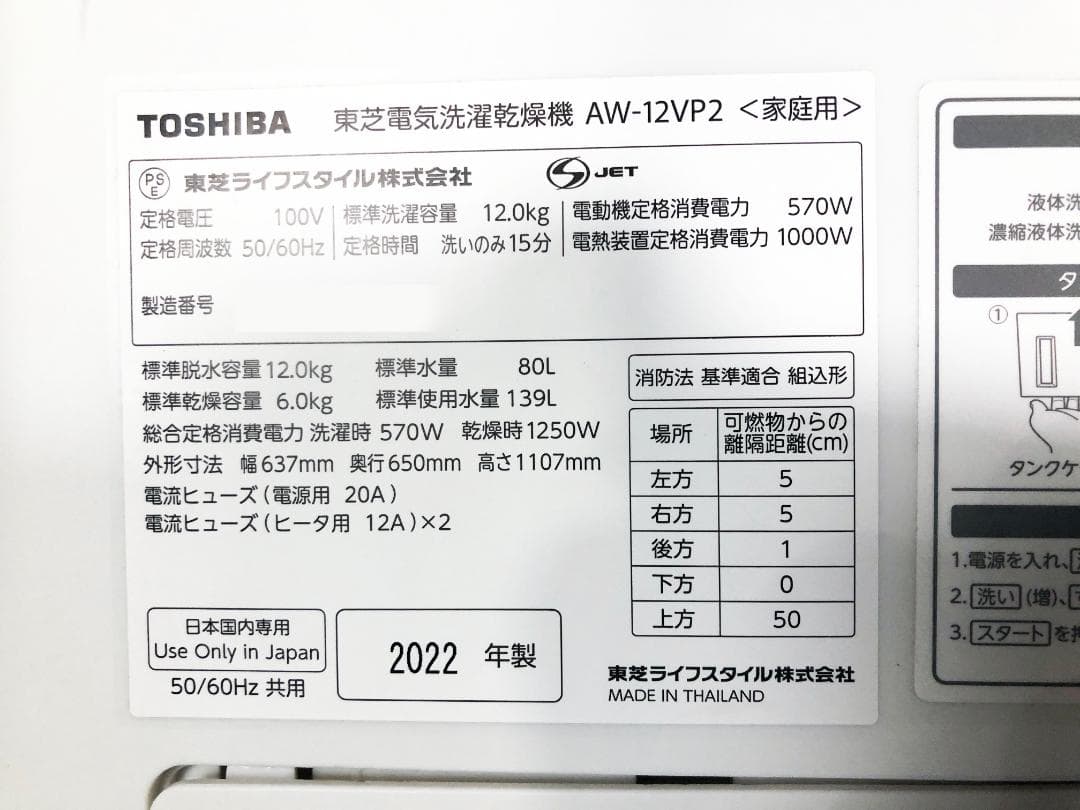 TOSHIBA 東芝電気洗濯乾燥機 AW-12VP2 <家庭用>
PSE 東芝ライフスタイル株式会社 S JET
定格電圧 100V 標準洗濯容量 12.0kg 電動機定格消費電力 570W
定格周波数 50/60Hz 定格時間 洗いのみ15分 電熱装置定格消費電力 1000W
製造番号
標準脱水容量 12.0kg 標準水量 80L
標準乾燥容量 6.0kg 標準使用水量 139L
総合定格消費電力 洗濯時 570W 乾燥時 1250W
外形寸法 幅637mm 奥行650mm 高さ1107mm
電流ヒューズ(電源用 20A)
電流ヒューズ(ヒータ用 12A)×2
消防法 基準適合 組込形
場所 可燃物からの
離隔距離(cm)
左方 5
右方 5
後方 1
下方 0
上方 50
日本国内専用
Use Only in Japan
50/60Hz 共用
2022 年製
東芝ライフスタイル株式会社
MADE IN THAILAND
液体洗
濃縮液体洗
タ
①
タンクケ
1.電源を入れ、
2.洗い(増)、
3.スタートを押